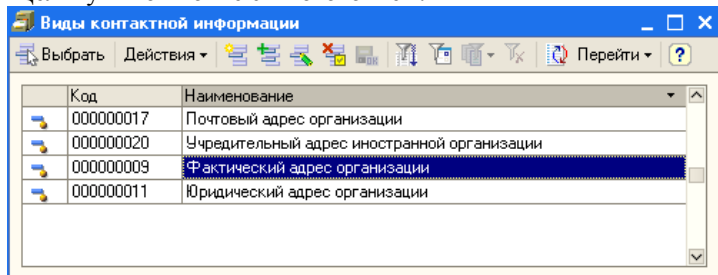 Виды контактной информации
Выбрать Действия Перейти ?
Код Наименование
000000017 Почтовый адрес организации
000000020 Учредительный адрес иностранной организации
000000009 Фактический адрес организации
000000011 Юридический адрес организации